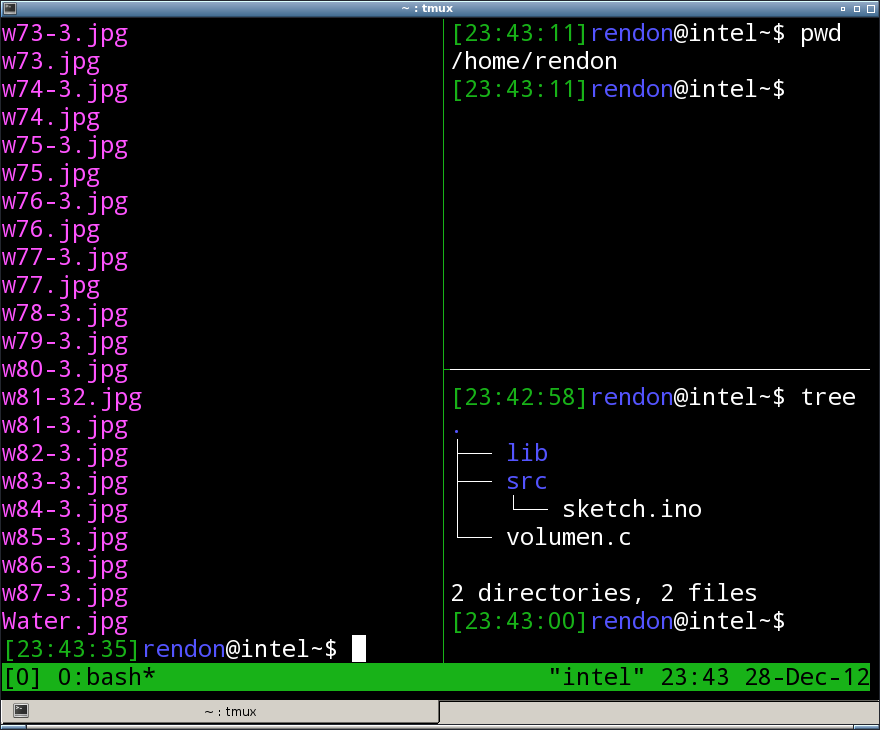 ~ : tmux
w73-3.jpg
w73.jpg
w74-3.jpg
w74.jpg
w75-3.jpg
w75.jpg
w76-3.jpg
w76.jpg
w77-3.jpg
w77.jpg
w78-3.jpg
w79-3.jpg
w80-3.jpg
w81-32.jpg
w81-3.jpg
w82-3.jpg
w83-3.jpg
w84-3.jpg
w85-3.jpg
w86-3.jpg
w87-3.jpg
Water.jpg
[23:43:35]rendon@intel~$
[23:43:11]rendon@intel~$ pwd
/home/rendon
[23:43:11]rendon@intel~$
[23:42:58]rendon@intel~$ tree
.
├── lib
├── src
│   └── sketch.ino
└── volumen.c
2 directories, 2 files
[23:43:00]rendon@intel~$
[0] 0:bash* "intel" 23:43 28-Dec-12
~ : tmux